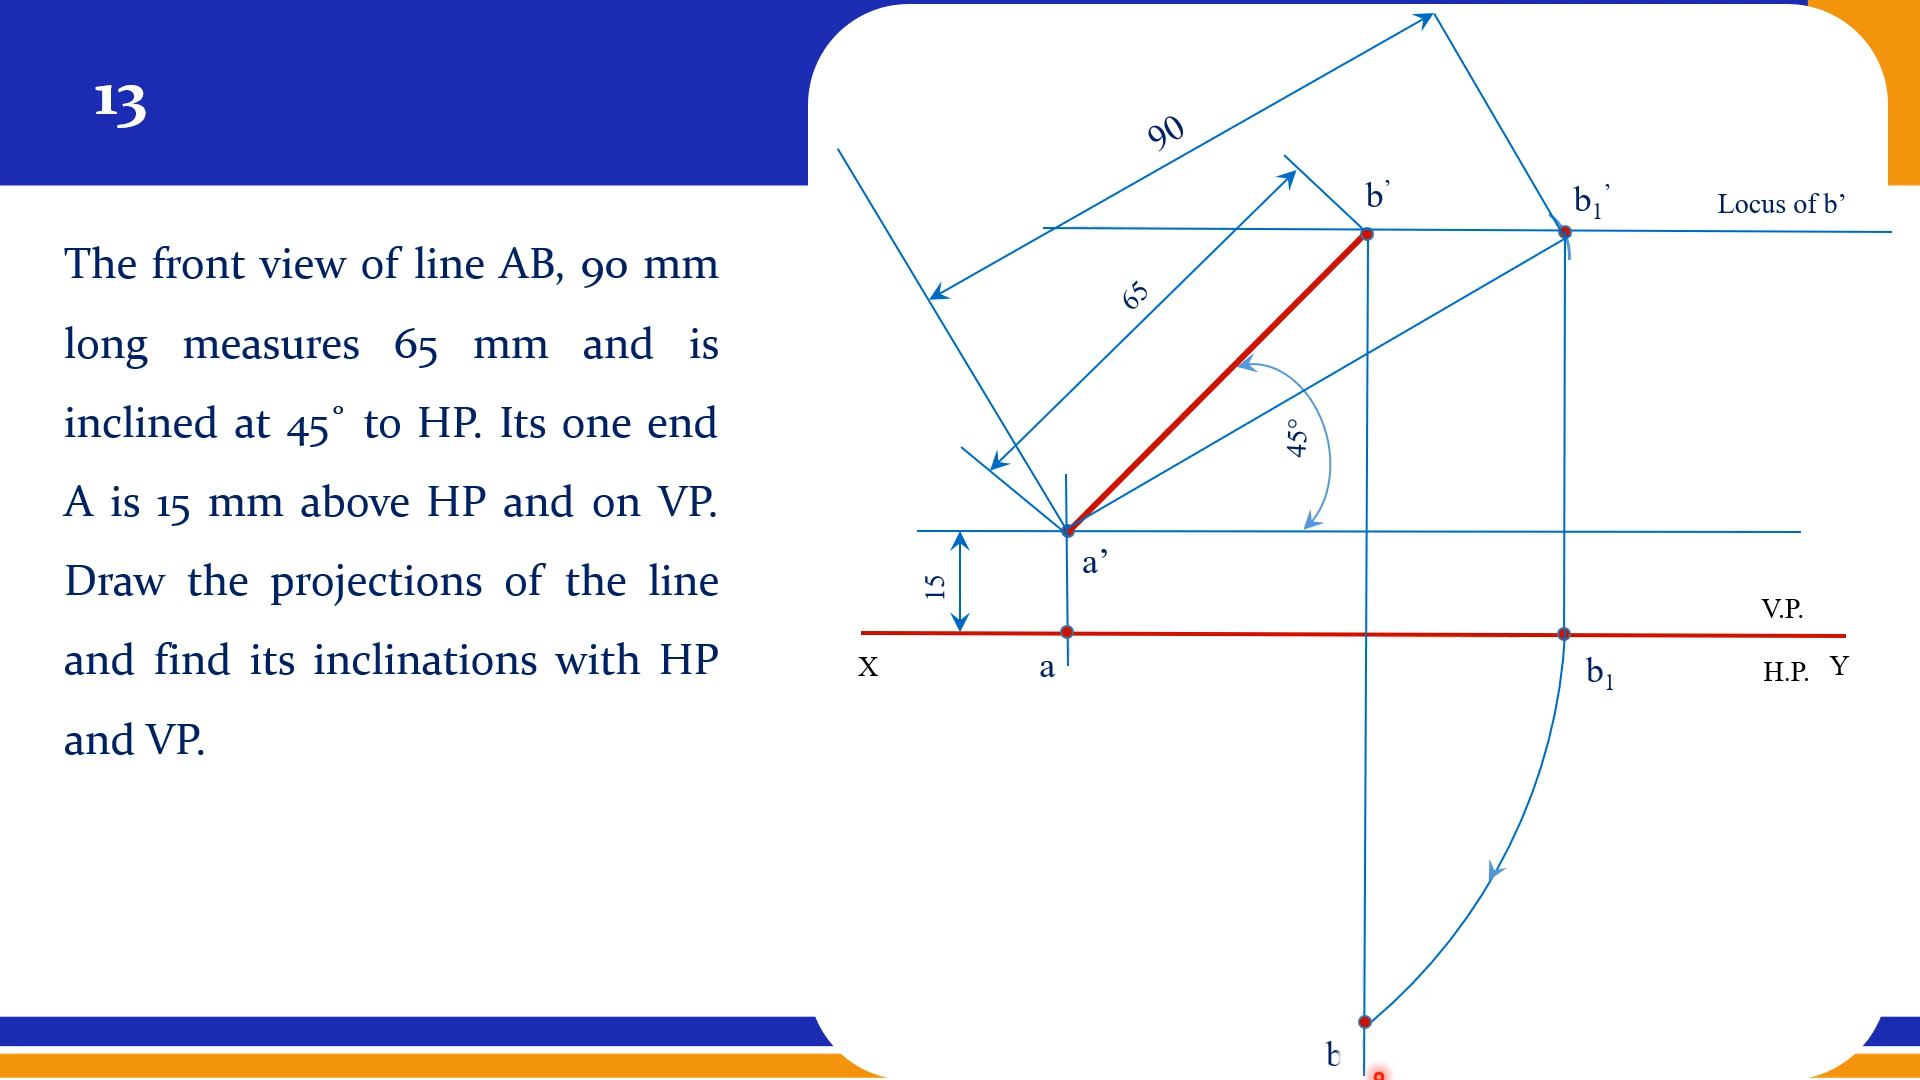 13
The front view of line AB, 90 mm
long measures 65 mm and is
inclined at 45° to HP. Its one end
A is 15 mm above HP and on VP.
Draw the projections of the line
and find its inclinations with HP
and VP.
90
65
b’
b₁’
Locus of b’
45°
a’
15
V.P.
X
a
b₁
H.P.
Y
b